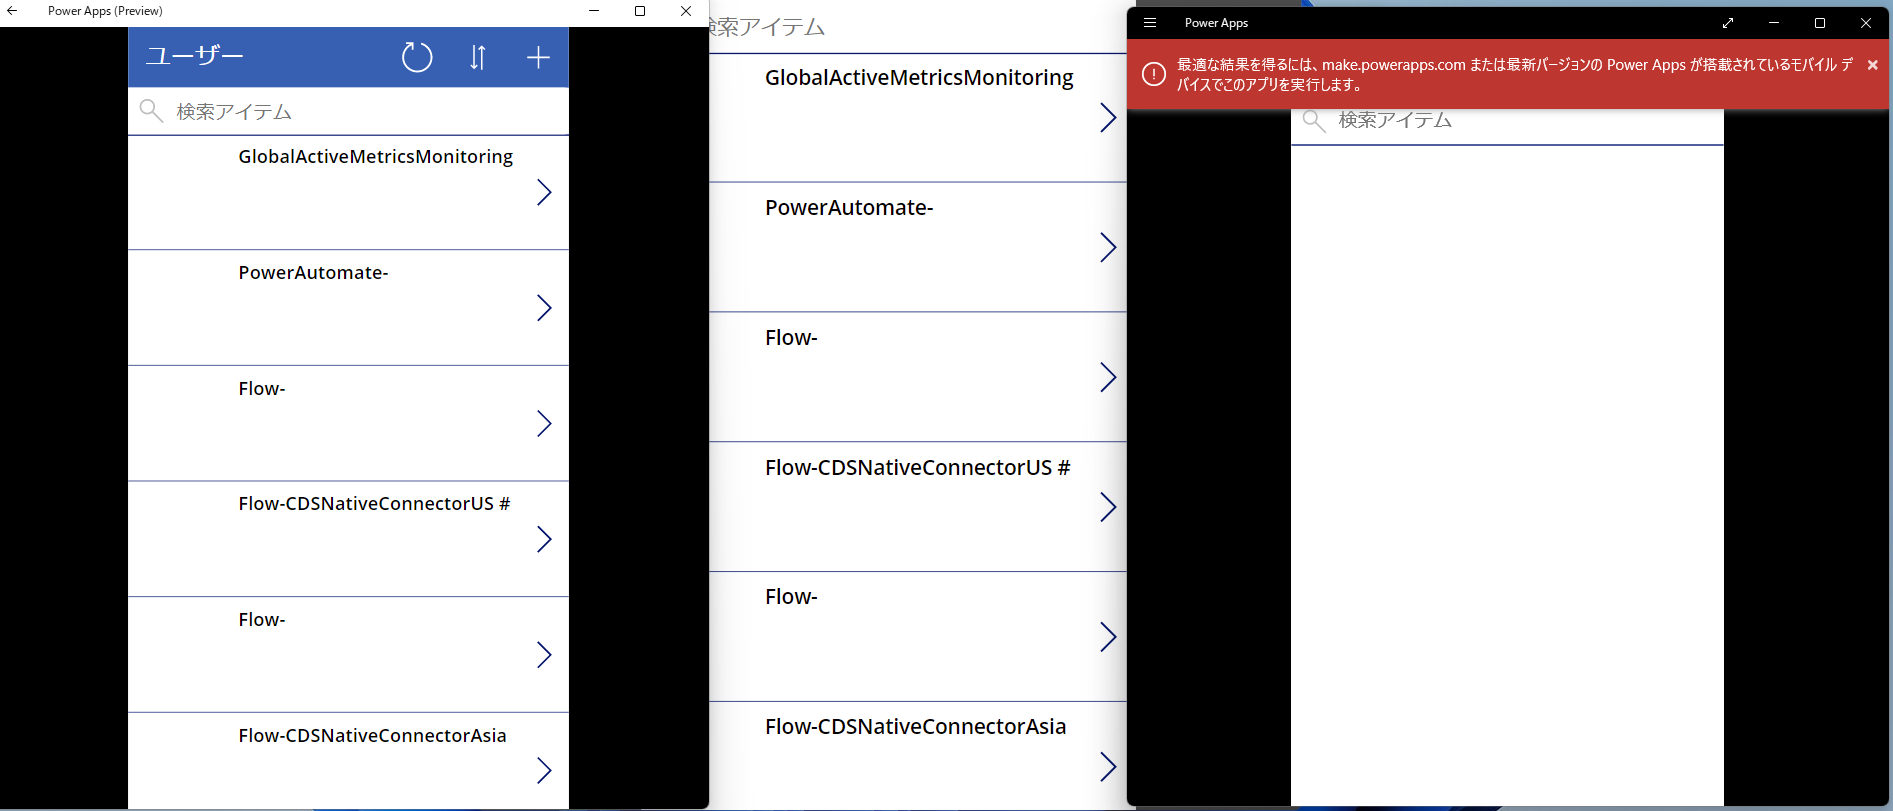 Power Apps (Preview)
ユーザー
検索アイテム
GlobalActiveMetricsMonitoring
PowerAutomate-
Flow-
Flow-CDSNativeConnectorUS #
Flow-
Flow-CDSNativeConnectorAsia
検索アイテム
GlobalActiveMetricsMonitoring
PowerAutomate-
Flow-
Flow-CDSNativeConnectorUS #
Flow-
Flow-CDSNativeConnectorAsia
Power Apps
最適な結果を得るには、make.powerapps.com または最新バージョンの Power Apps が搭載されているモバイル デ
バイスでこのアプリを実行します。
検索アイテム